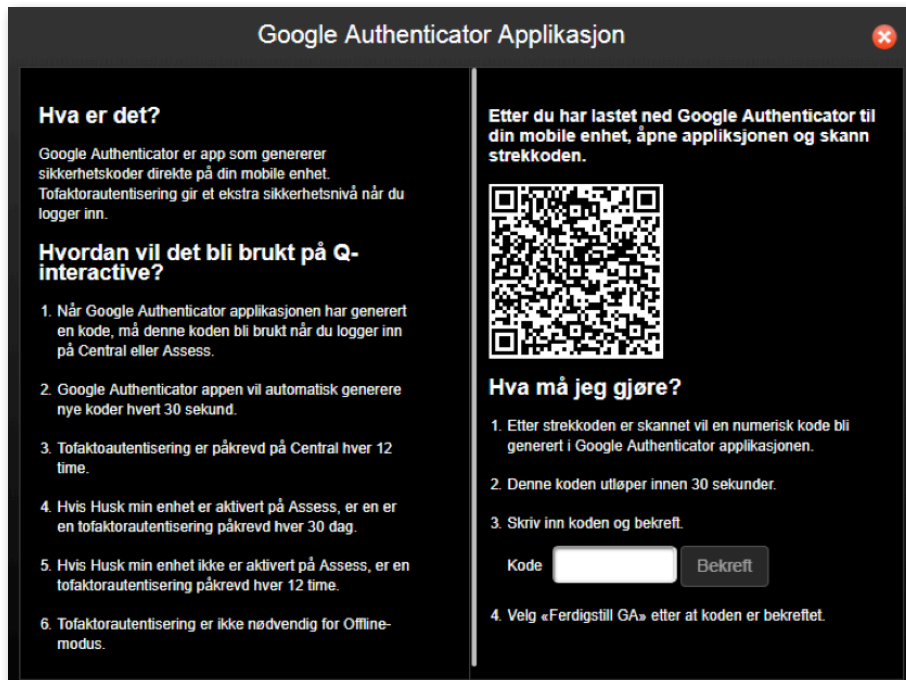 Google Authenticator Applikasjon
Hva er det?
Google Authenticator er app som genererer
sikkerhetskoder direkte på din mobile enhet.
Tofaktorautentisering gir et ekstra sikkerhetsnivå når du
logger inn.
Hvordan vil det bli brukt på Q-
interactive?
1. Når Google Authenticator applikasjonen har generert
en kode, må denne koden bli brukt når du logger inn
på Central eller Assess.
2. Google Authenticator appen vil automatisk generere
nye koder hvert 30 sekund.
3. Tofaktoautentisering er påkrevd på Central hver 12
time.
4. Hvis Husk min enhet er aktivert på Assess, er en er
en tofaktorautentisering påkrevd hver 30 dag.
5. Hvis Husk min enhet ikke er aktivert på Assess, er en
tofaktorautentisering påkrevd hver 12 time.
6. Tofaktorautentisering er ikke nødvendig for Offline-
modus.
Etter du har lastet ned Google Authenticator til
din mobile enhet, åpne appliksjonen og skann
strekkoden.
Hva må jeg gjøre?
1. Etter strekkoden er skannet vil en numerisk kode bli
generert i Google Authenticator applikasjonen.
2. Denne koden utløper innen 30 sekunder.
3. Skriv inn koden og bekreft.
Kode Bekreft
4. Velg «Ferdigstill GA» etter at koden er bekreftet.